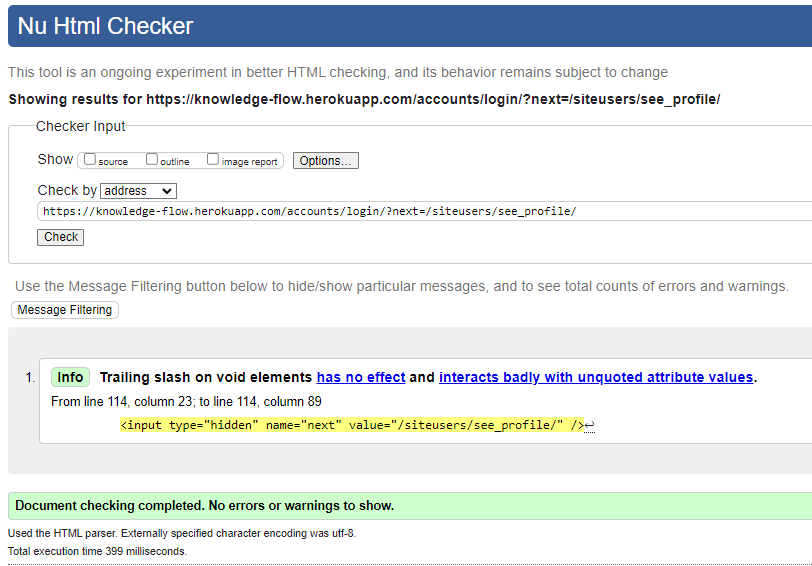 Nu Html Checker
This tool is an ongoing experiment in better HTML checking, and its behavior remains subject to change
Showing results for https://knowledge-flow.herokuapp.com/accounts/login/?next=/siteusers/see_profile/
Checker Input
Show source outline image report Options...
Check by address
https://knowledge-flow.herokuapp.com/accounts/login/?next=/siteusers/see_profile/
Check
Use the Message Filtering button below to hide/show particular messages, and to see total counts of errors and warnings.
Message Filtering
1. Info Trailing slash on void elements has no effect and interacts badly with unquoted attribute values.
From line 114, column 23; to line 114, column 89
<input type="hidden" name="next" value="/siteusers/see_profile/" />↩
Document checking completed. No errors or warnings to show.
Used the HTML parser. Externally specified character encoding was utf-8.
Total execution time 399 milliseconds.